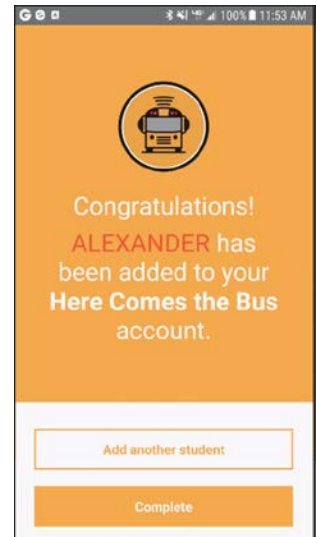 100% 11:53 AM
Congratulations!
ALEXANDER has
been added to your
Here Comes the Bus
account.
Add another student
Complete